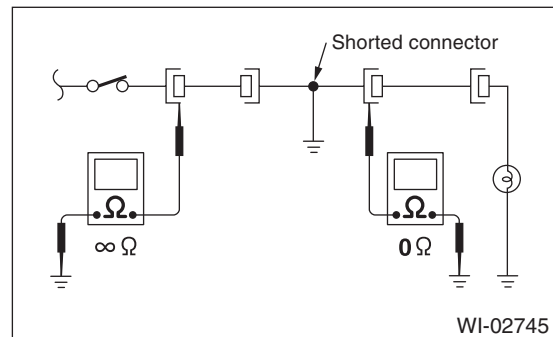 Shorted connector
Ω
Ω
∞ Ω
0 Ω
WI-02745